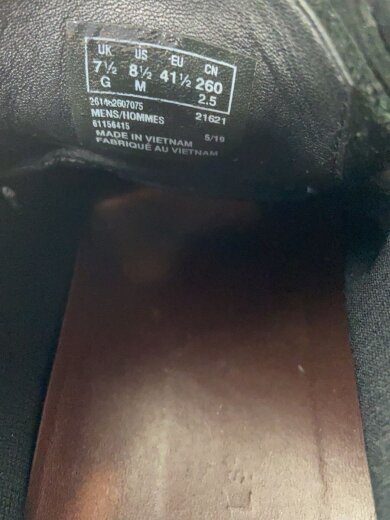 UK US EU CN
7½ 8½ 41½ 260
G M 2.5
2614h2607075
MENS/HOMMES 21621
61156415
MADE IN VIETNAM 5/19
FABRIQUÉ AU VIETNAM